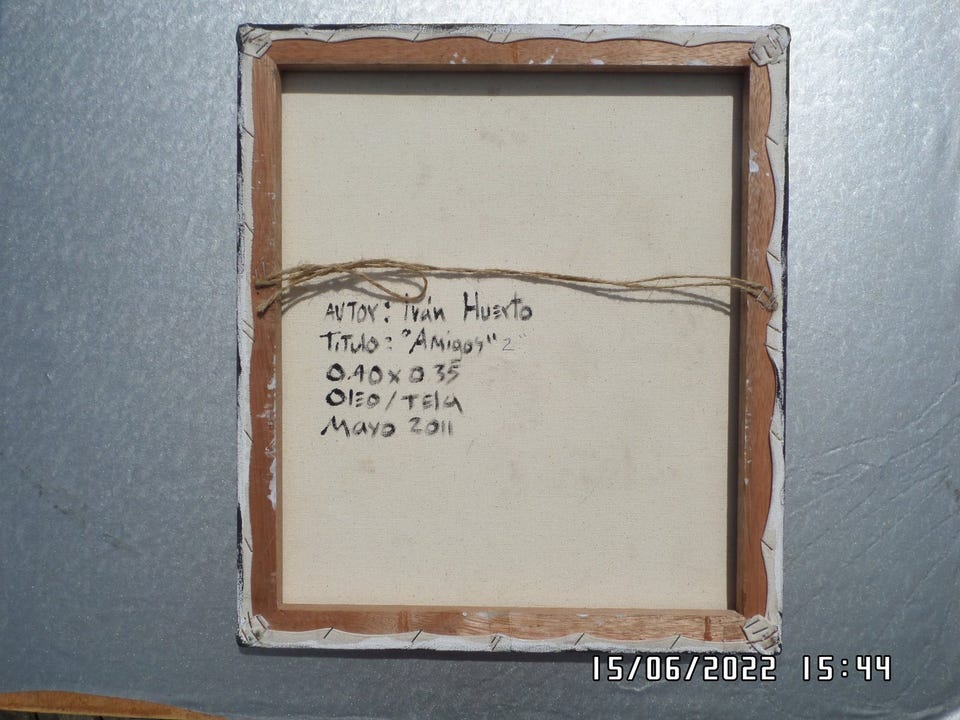 AUTOR: Iván Huerto
TITULO: "Amigos" 2"
0.40 x 0 35
OlEO / TElA
Mayo 2011
15/06/2022 15:44